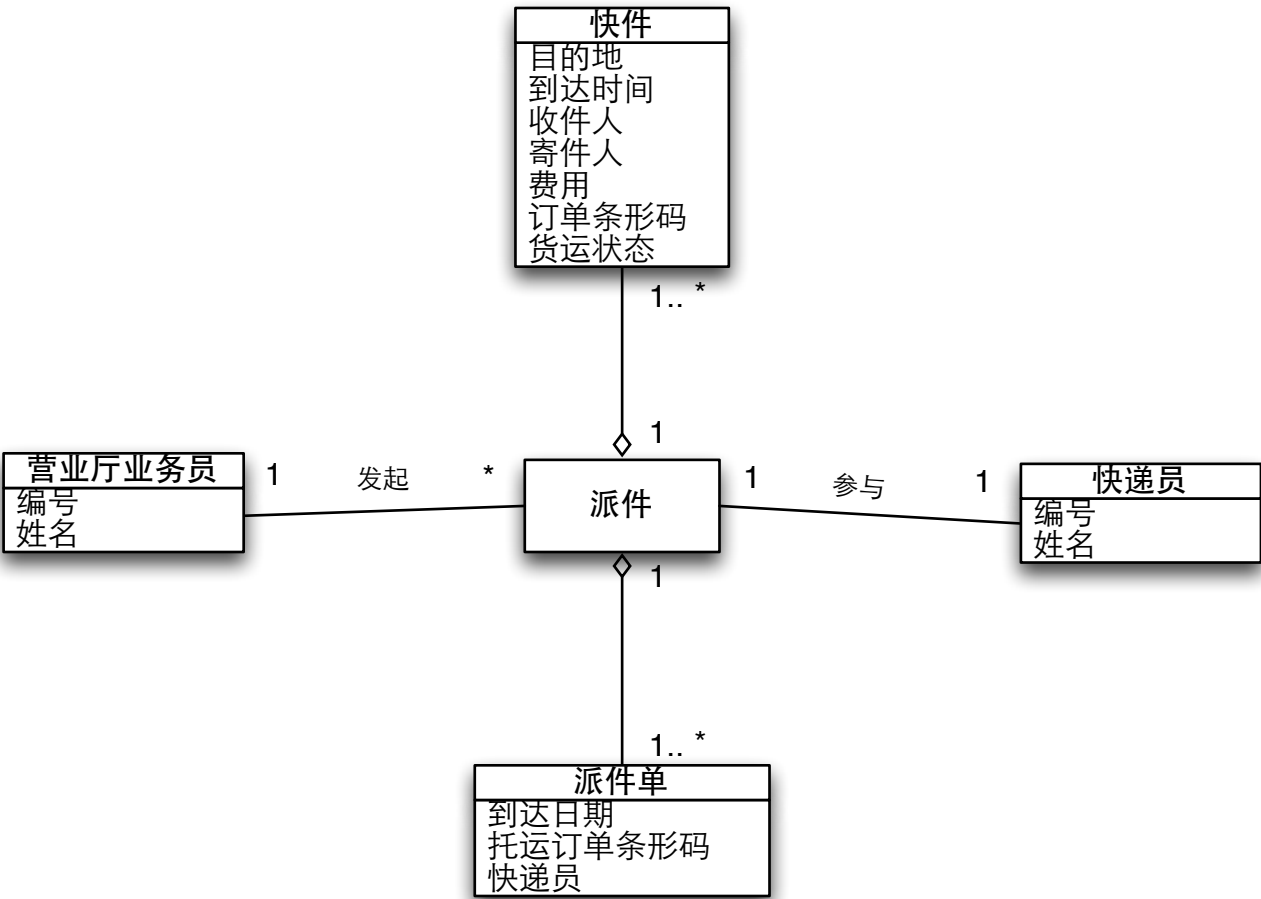 快件
目的地
到达时间
收件人
寄件人
费用
订单条形码
货运状态
1.. *
1
营业厅业务员
编号
姓名
1
发起
*
派件
1
参与
1
快递员
编号
姓名
1
1.. *
派件单
到达日期
托运订单条形码
快递员